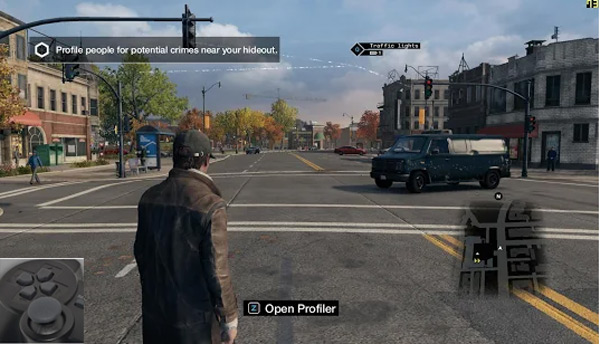 Profile people for potential crimes near your hideout.
Traffic lights
Z Open Profiler
N